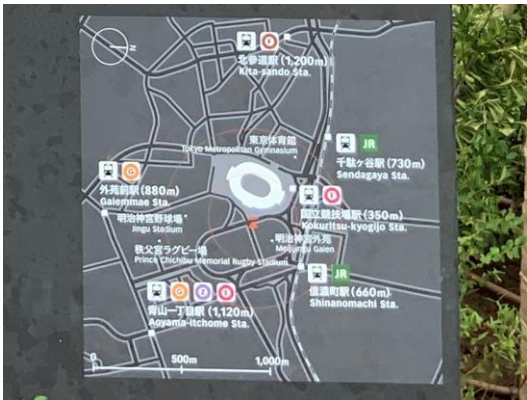 N
北参道駅(1,200m)
Kita-sando Sta.
東京体育館
Tokyo Metropolitan Gymnasium
JR
千駄ヶ谷駅(730m)
Sendagaya Sta.
G
外苑前駅(880m)
Gaiemmae Sta.
国立競技場駅(350m)
Kokuritsu-kyogijo Sta.
明治神宮野球場
Jingu Stadium
明治神宮外苑
Meijijingu Gaien
秩父宮ラグビー場
Prince Chichibu Memorial Rugby Stadium
JR
信濃町駅(660m)
Shinanomachi Sta.
青山一丁目駅(1,120m)
Aoyama-itchome Sta.
0 500m 1,000m